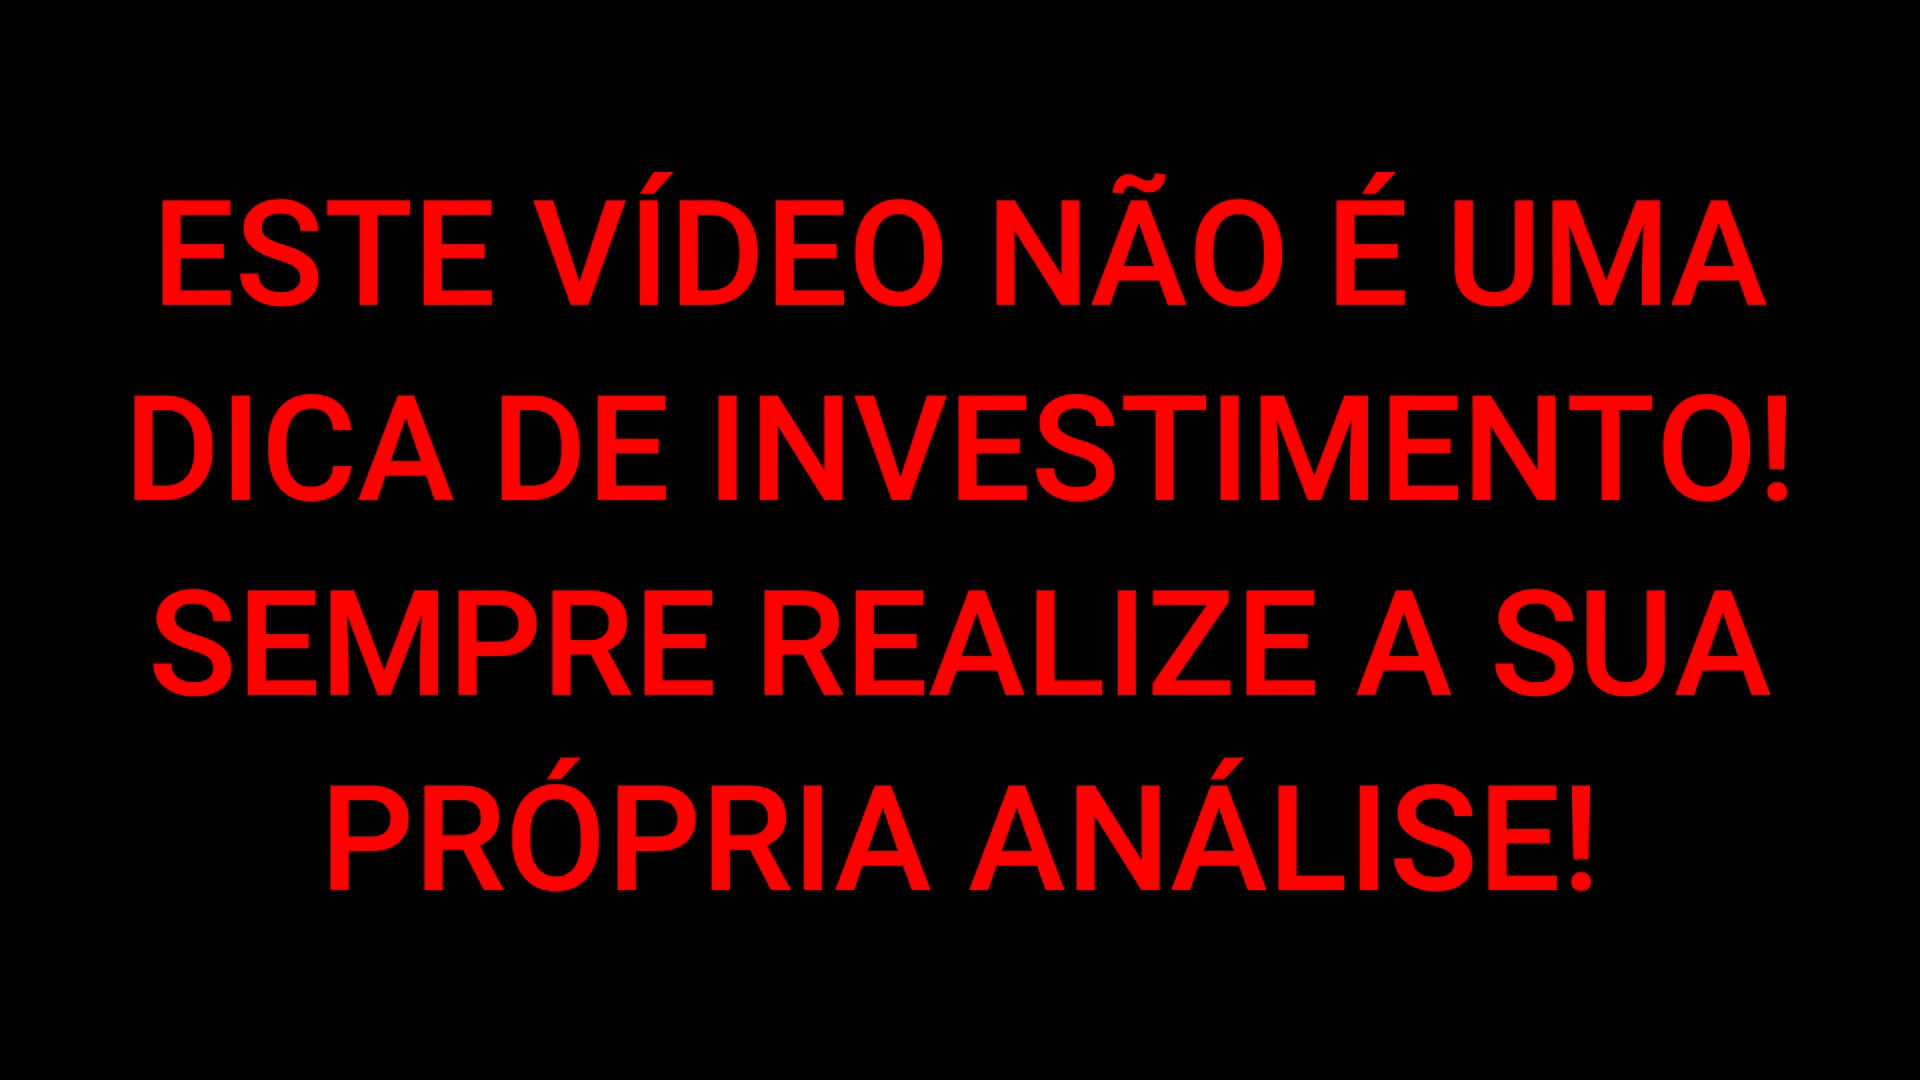 ESTE VÍDEO NÃO É UMA
DICA DE INVESTIMENTO!
SEMPRE REALIZE A SUA
PRÓPRIA ANÁLISE!